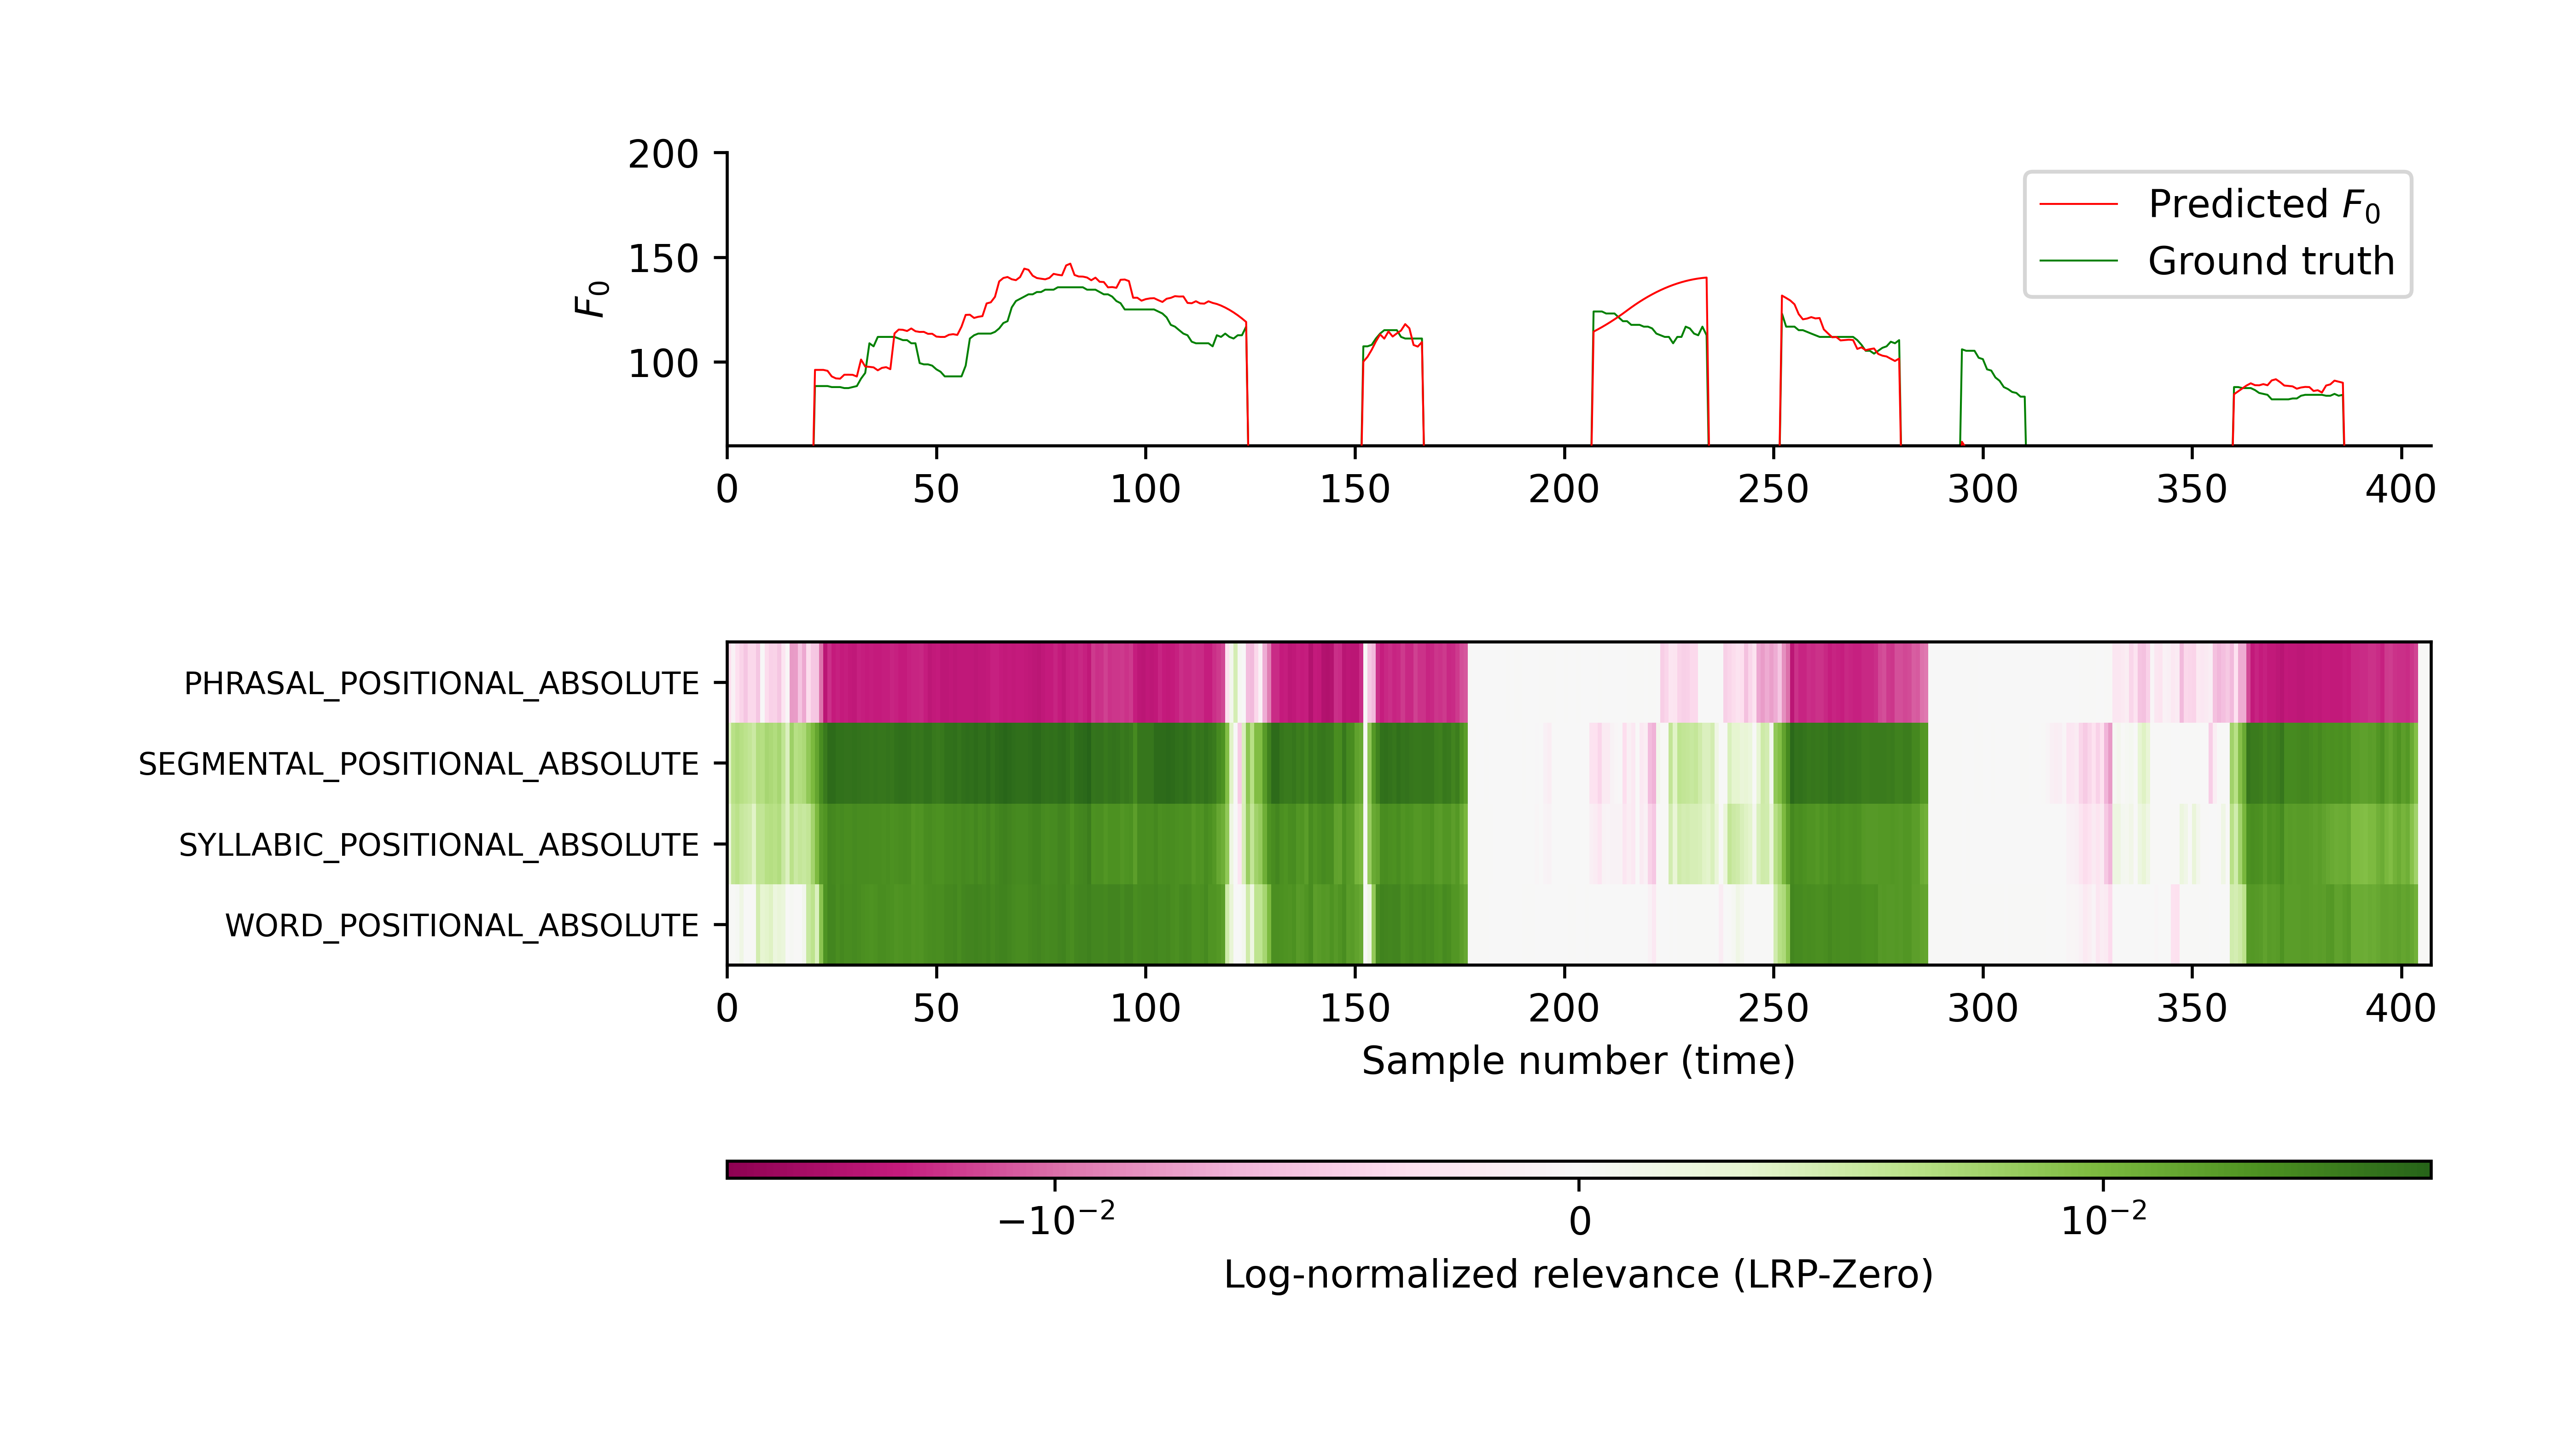 200
150
100
F₀
Predicted F₀
Ground truth
0 50 100 150 200 250 300 350 400
PHRASAL_POSITIONAL_ABSOLUTE
SEGMENTAL_POSITIONAL_ABSOLUTE
SYLLABIC_POSITIONAL_ABSOLUTE
WORD_POSITIONAL_ABSOLUTE
0 50 100 150 200 250 300 350 400
Sample number (time)
−10⁻² 0 10⁻²
Log-normalized relevance (LRP-Zero)